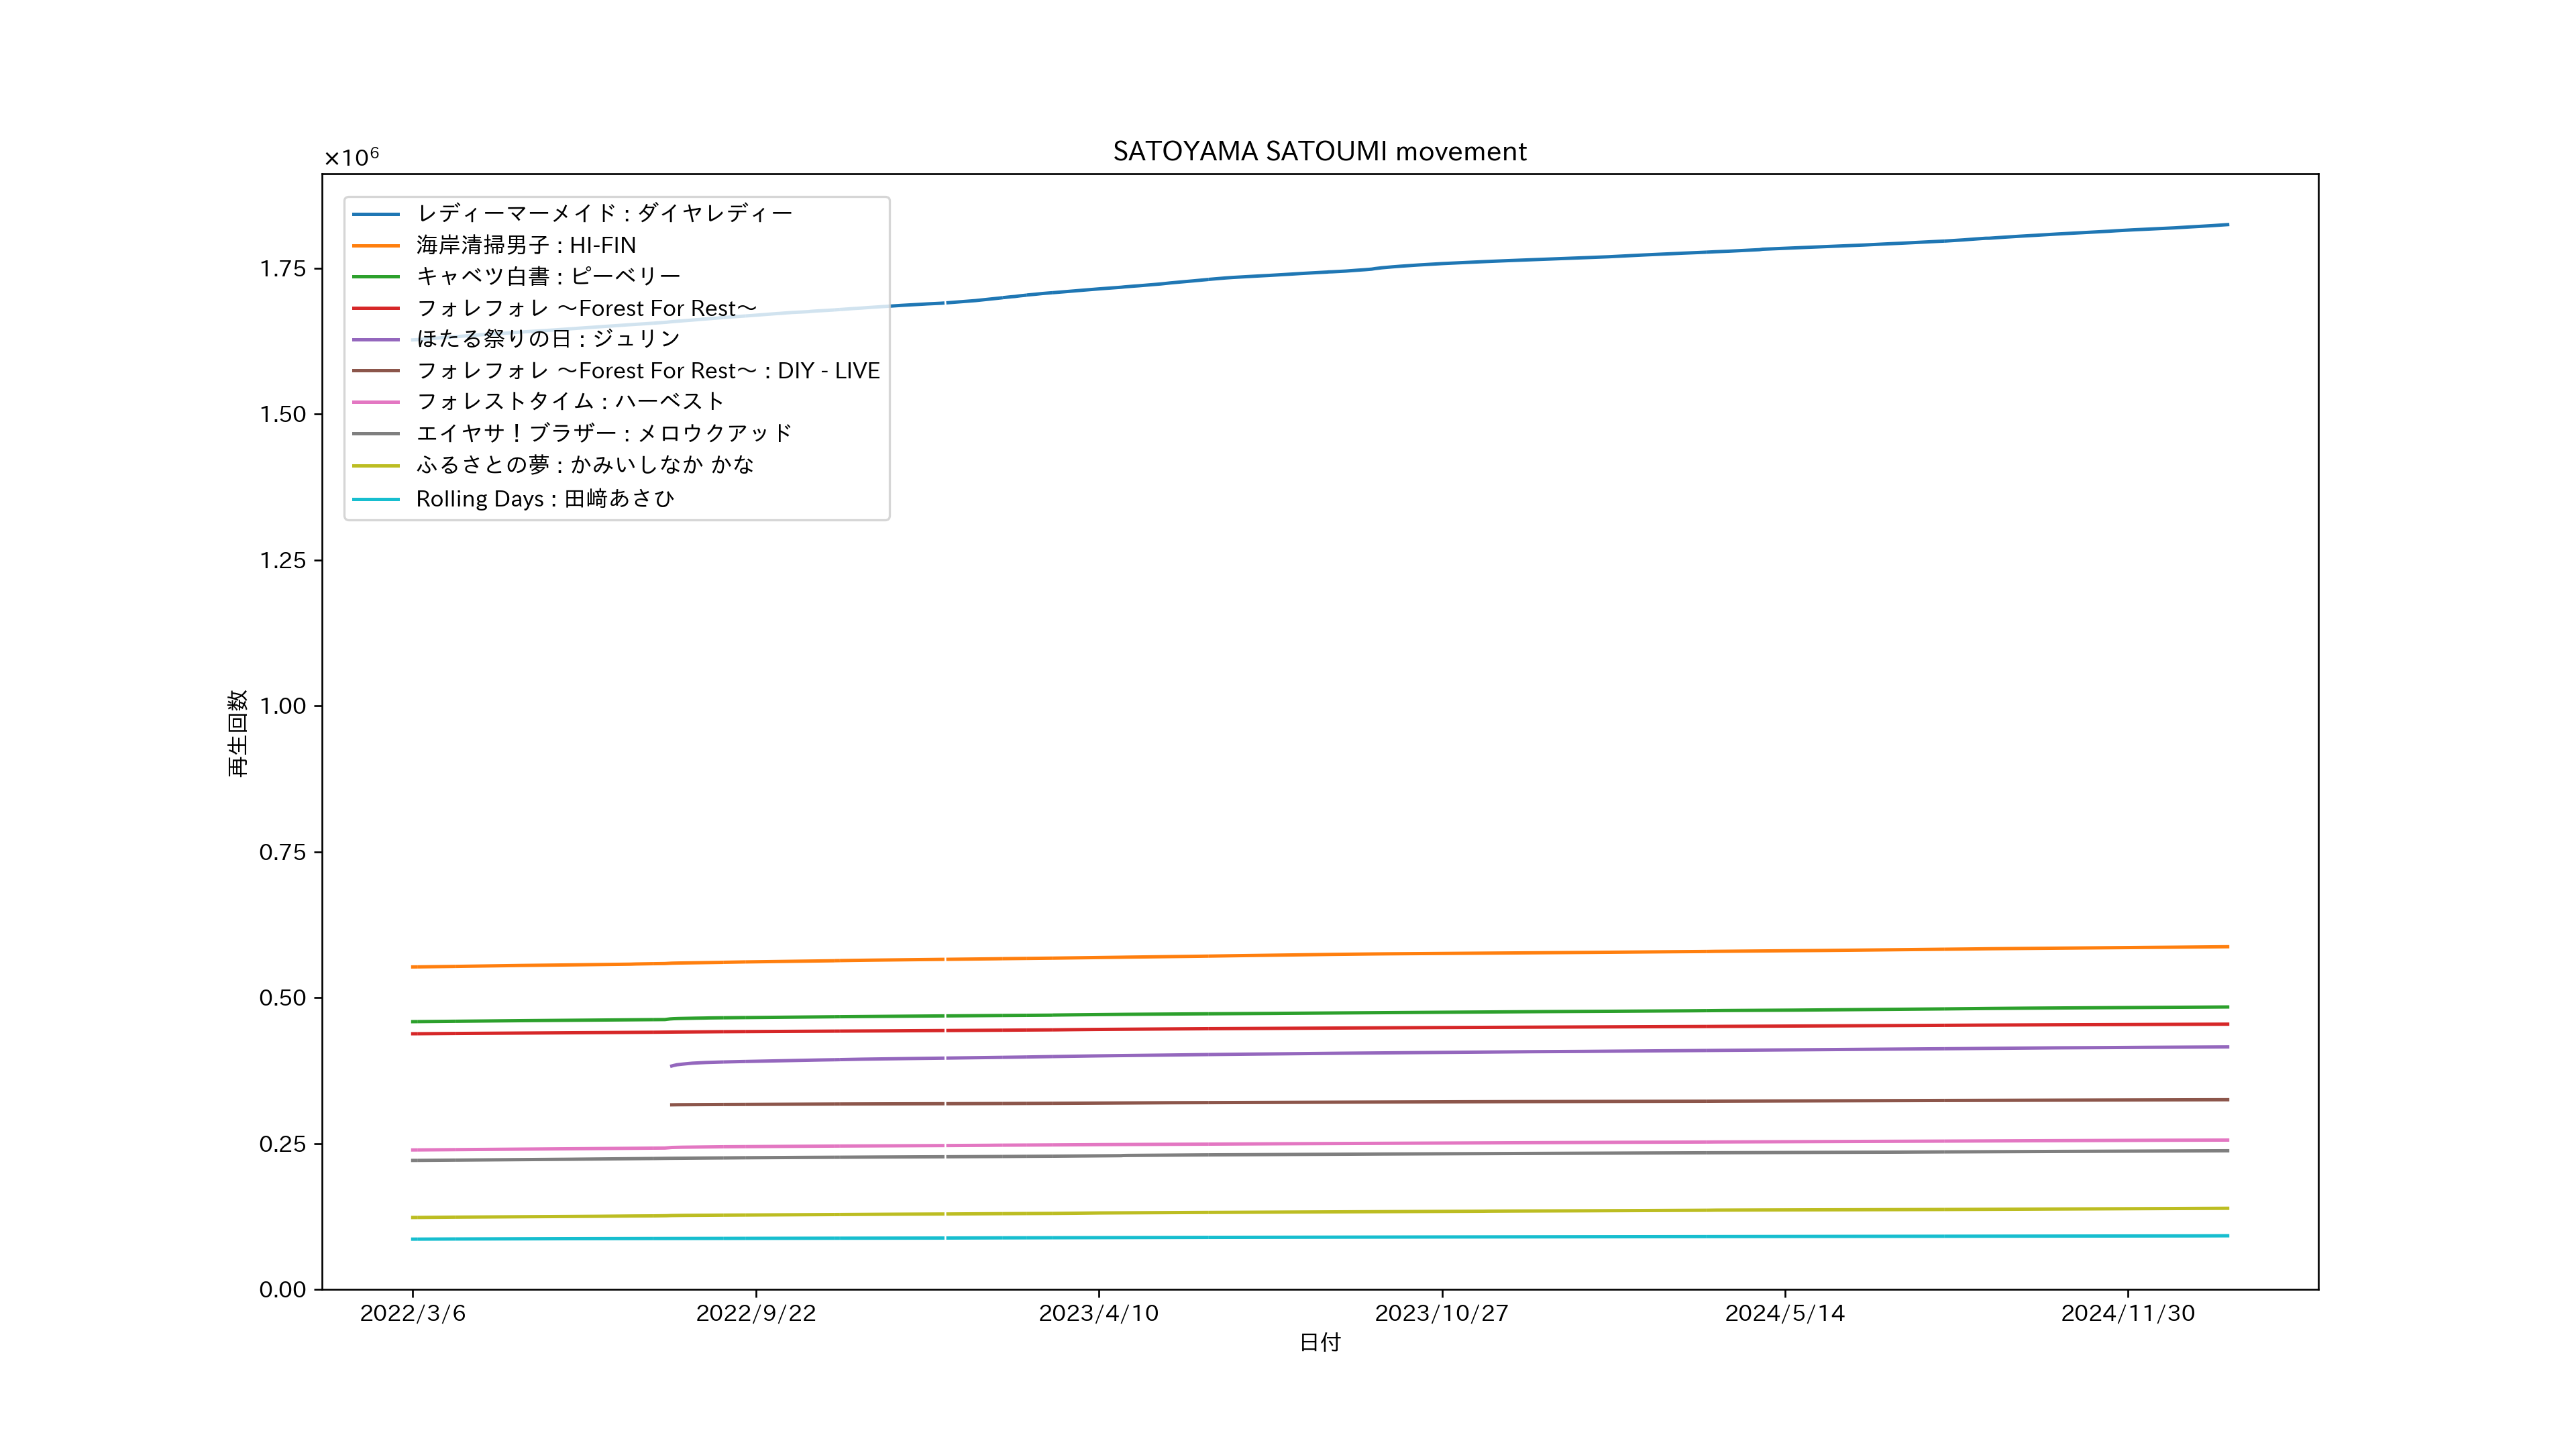 SATOYAMA SATOUMI movement
×10⁶
レディーマーメイド : ダイヤレディー
海岸清掃男子 : HI-FIN
キャベツ白書 : ピーベリー
フォレフォレ ～Forest For Rest～
ほたる祭りの日 : ジュリン
フォレフォレ ～Forest For Rest～ : DIY - LIVE
フォレストタイム : ハーベスト
エイヤサ！ブラザー : メロウクアッド
ふるさとの夢 : かみいしなか かな
Rolling Days : 田﨑あさひ
1.75
1.50
1.25
1.00
0.75
0.50
0.25
0.00
再生回数
2022/3/6
2022/9/22
2023/4/10
2023/10/27
2024/5/14
2024/11/30
日付